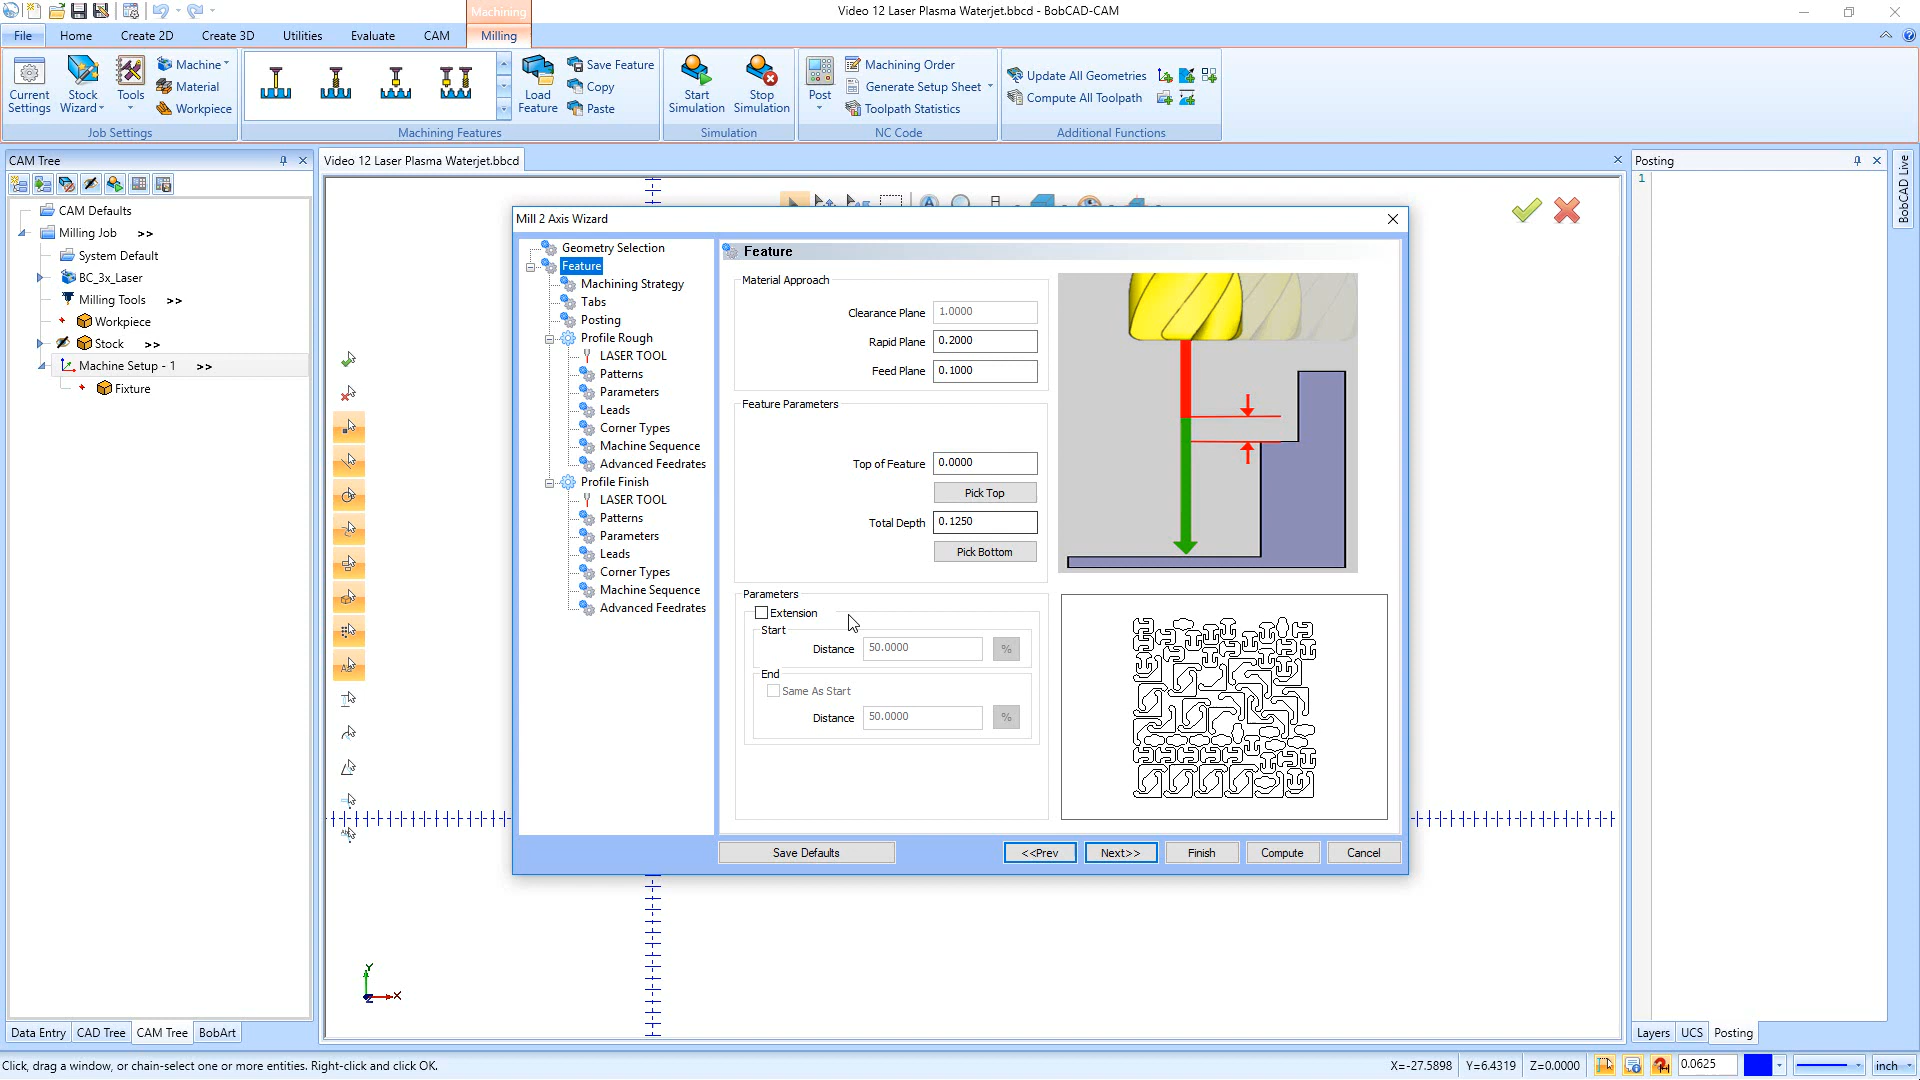 Machining
Video 12 Laser Plasma Waterjet.bbcd - BobCAD-CAM
File Home Create 2D Create 3D Utilities Evaluate CAM Milling
Current Settings
Stock Wizard
Tools
Machine
Material
Workpiece
Load Feature
Save Feature
Copy
Paste
Start Simulation
Stop Simulation
Post
Machining Order
Generate Setup Sheet
Toolpath Statistics
Update All Geometries
Compute All Toolpath
Job Settings
Machining Features
Simulation
NC Code
Additional Functions
CAM Tree
CAM Defaults
Milling Job >>
System Default
BC_3x_Laser
Milling Tools >>
Workpiece
Stock >>
Machine Setup - 1 >>
Fixture
Data Entry CAD Tree CAM Tree BobArt
Video 12 Laser Plasma Waterjet.bbcd
Mill 2 Axis Wizard
Geometry Selection
Feature
Machining Strategy
Tabs
Posting
Profile Rough
LASER TOOL
Patterns
Parameters
Leads
Corner Types
Machine Sequence
Advanced Feedrates
Profile Finish
LASER TOOL
Patterns
Parameters
Leads
Corner Types
Machine Sequence
Advanced Feedrates
Feature
Material Approach
Clearance Plane 1.0000
Rapid Plane 0.2000
Feed Plane 0.1000
Feature Parameters
Top of Feature 0.0000
Pick Top
Total Depth 0.1250
Pick Bottom
Parameters
Extension
Start
Distance 50.0000 %
End
Same As Start
Distance 50.0000 %
Save Defaults <<Prev Next>> Finish Compute Cancel
Y
X
Z
Posting
1
BobCAD Live
Layers UCS Posting
Click, drag a window, or chain-select one or more entities. Right-click and click OK.
X=-27.5898 Y=6.4319 Z=0.0000 0.0625 inch